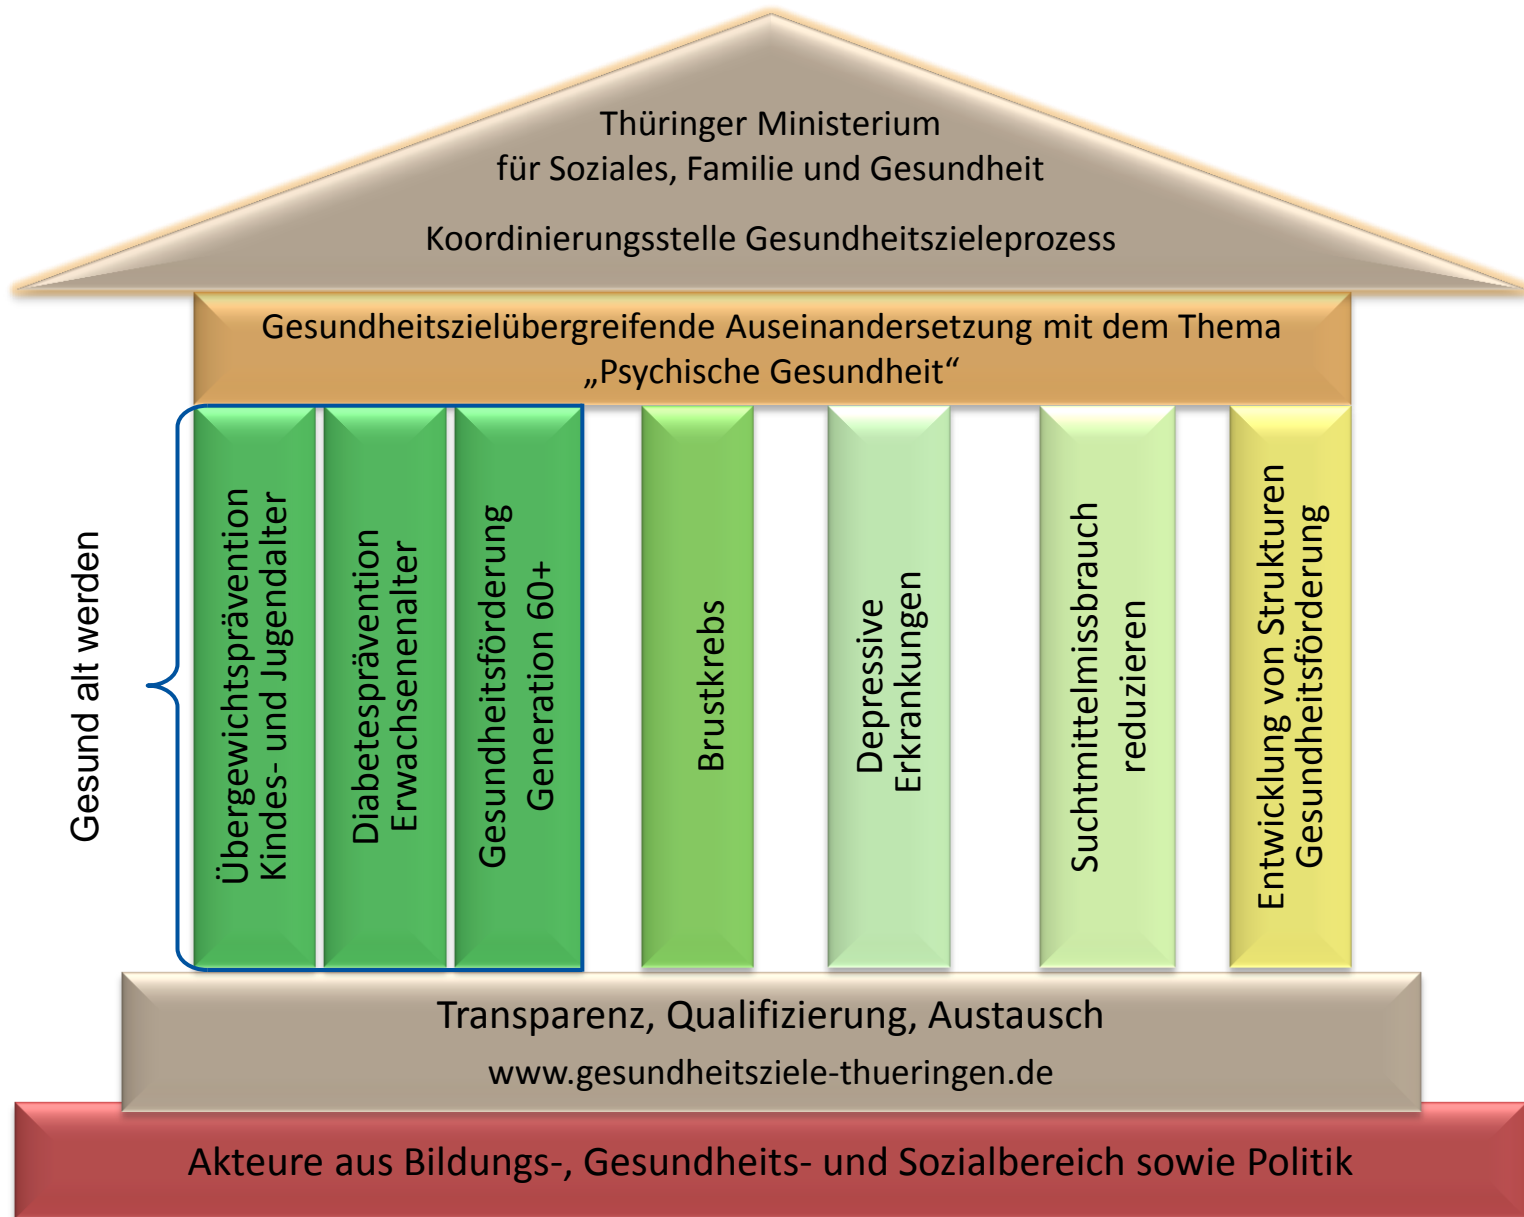 Thüringer Ministerium
für Soziales, Familie und Gesundheit
Koordinierungsstelle Gesundheitszieleprozess
Gesundheitszielübergreifende Auseinandersetzung mit dem Thema
„Psychische Gesundheit“
Gesund alt werden
Übergewichtsprävention
Kindes- und Jugendalter
Diabetesprävention
Erwachsenenalter
Gesundheitsförderung
Generation 60+
Brustkrebs
Depressive
Erkrankungen
Suchtmittelmissbrauch
reduzieren
Entwicklung von Strukturen
Gesundheitsförderung
Transparenz, Qualifizierung, Austausch
www.gesundheitsziele-thueringen.de
Akteure aus Bildungs-, Gesundheits- und Sozialbereich sowie Politik